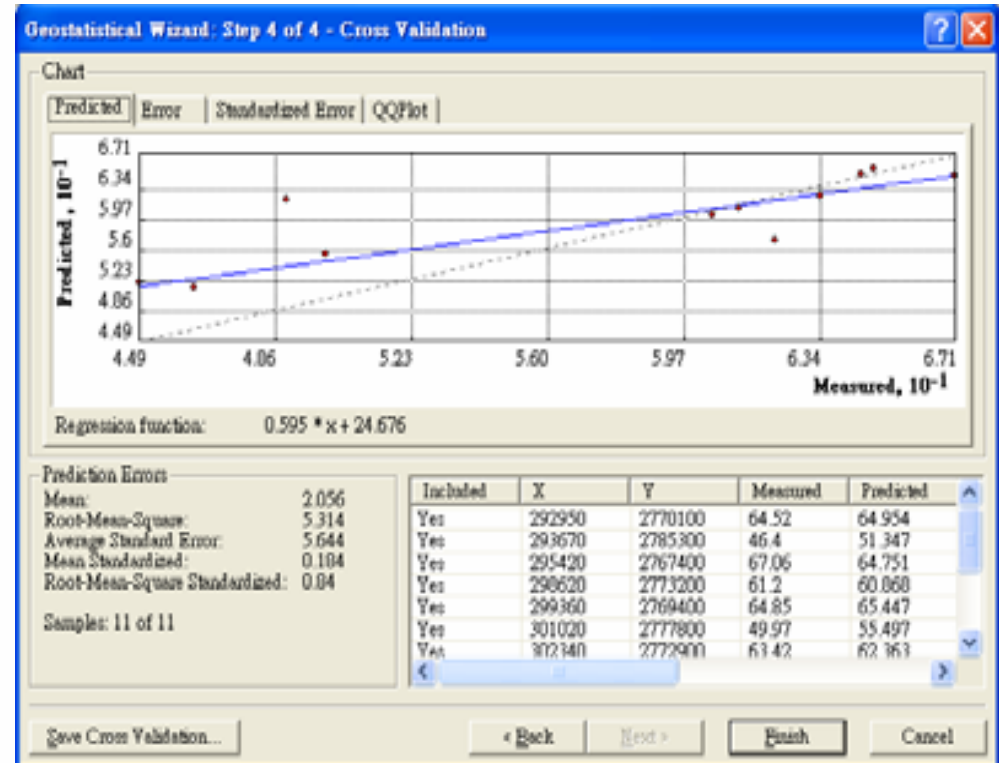 Geostatistical Wizard: Step 4 of 4 - Cross Validation
Chart
Predicted Error Standardized Error QQPlot
6.71
6.34
5.97
5.6
5.23
4.86
4.49
Predicted, 10⁻¹
4.49 4.86 5.23 5.60 5.97 6.34 6.71
Measured, 10⁻¹
Regression function: 0.595 * x + 24.676
Prediction Errors
Mean: 2.056
Root-Mean-Square: 5.314
Average Standard Error: 5.644
Mean Standardized: 0.184
Root-Mean-Square Standardized: 0.84
Samples: 11 of 11
Included X Y Measured Predicted
Yes 292950 2770100 64.52 64.954
Yes 293670 2785300 46.4 51.347
Yes 295420 2767400 67.06 64.751
Yes 298620 2773200 61.2 60.868
Yes 299360 2769400 64.85 65.447
Yes 301020 2777800 49.97 55.497
Yes 302340 2772900 63.42 62.363
Save Cross Validation... < Back Next > Finish Cancel